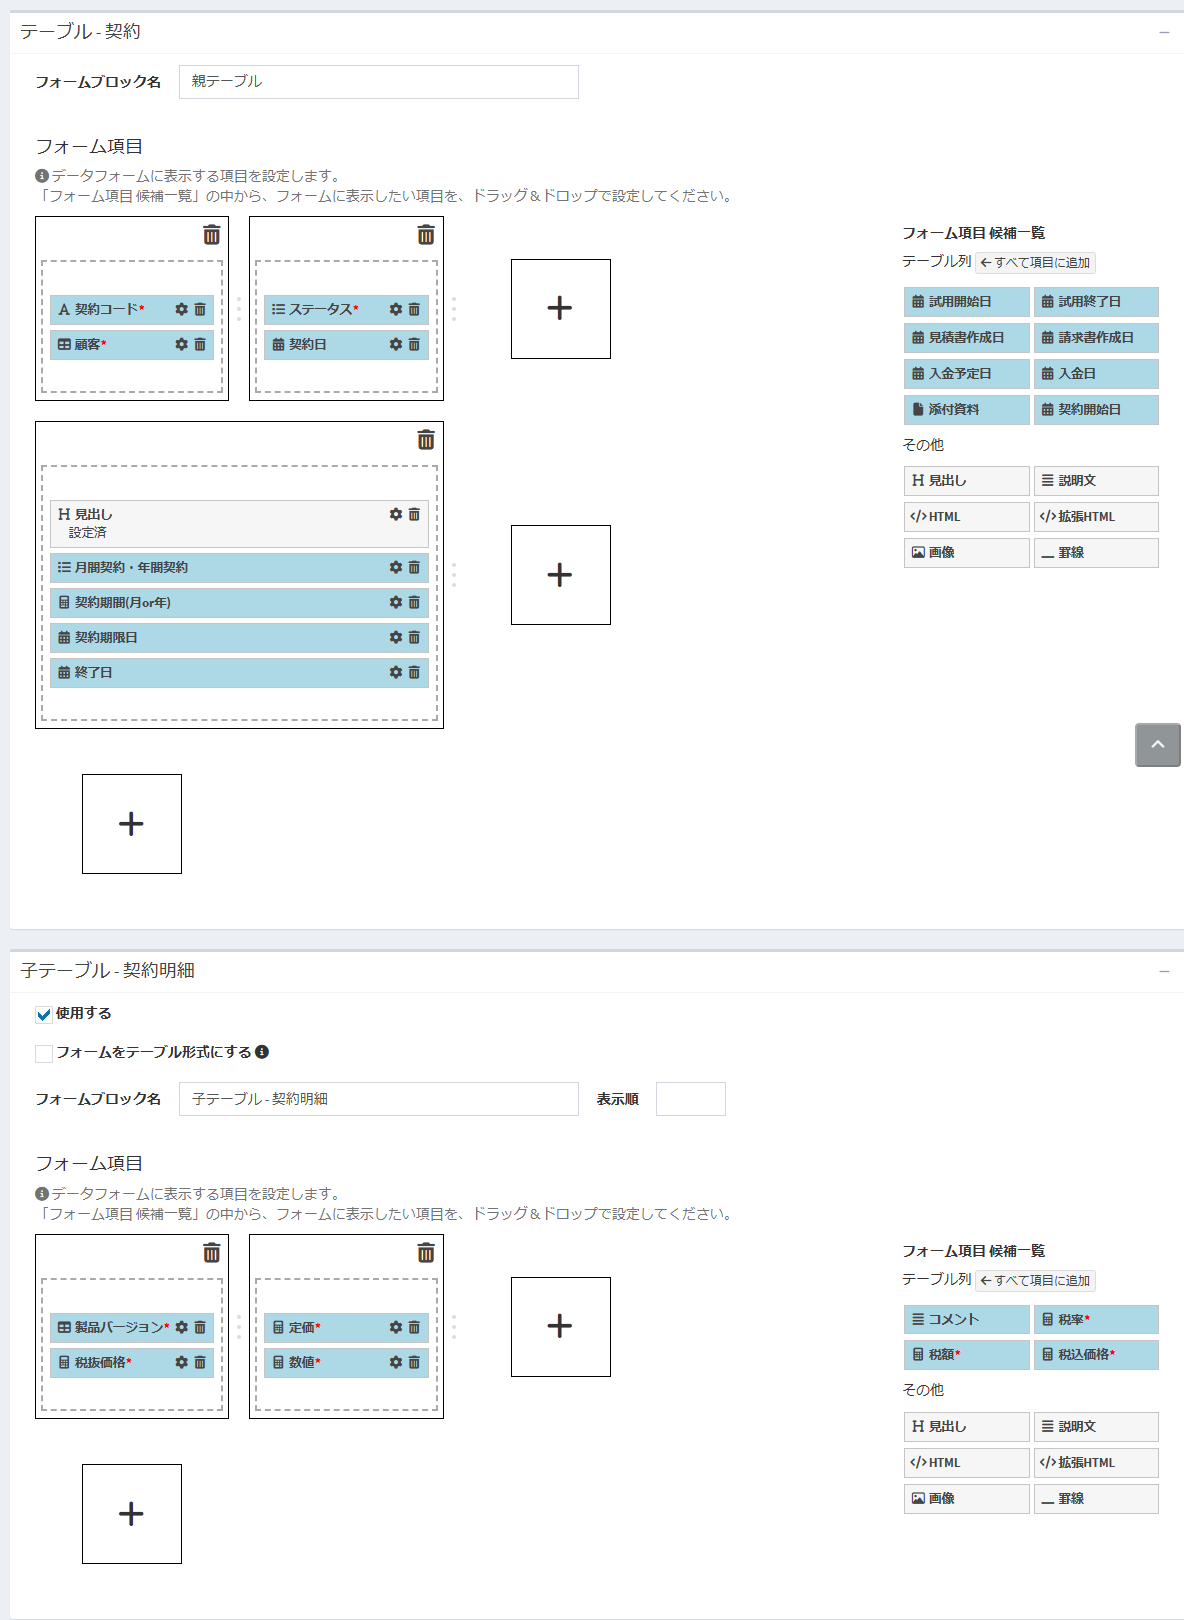 テーブル - 契約
フォームブロック名 親テーブル
フォーム項目
データフォームに表示する項目を設定します。
「フォーム項目 候補一覧」の中から、フォームに表示したい項目を、ドラッグ＆ドロップで設定してください。
契約コード*
顧客*
ステータス*
契約日
見出し
設定済
月間契約・年間契約
契約期間(月or年)
契約期限日
終了日
フォーム項目 候補一覧
テーブル列 すべて項目に追加
試用開始日 試用終了日
見積書作成日 請求書作成日
入金予定日 入金日
添付資料 契約開始日
その他
見出し 説明文
HTML 拡張HTML
画像 罫線
子テーブル - 契約明細
使用する
フォームをテーブル形式にする
フォームブロック名 子テーブル - 契約明細 表示順
フォーム項目
データフォームに表示する項目を設定します。
「フォーム項目 候補一覧」の中から、フォームに表示したい項目を、ドラッグ＆ドロップで設定してください。
製品バージョン*
税抜価格*
定価*
数値*
フォーム項目 候補一覧
テーブル列 すべて項目に追加
コメント 税率*
税額* 税込価格*
その他
見出し 説明文
HTML 拡張HTML
画像 罫線